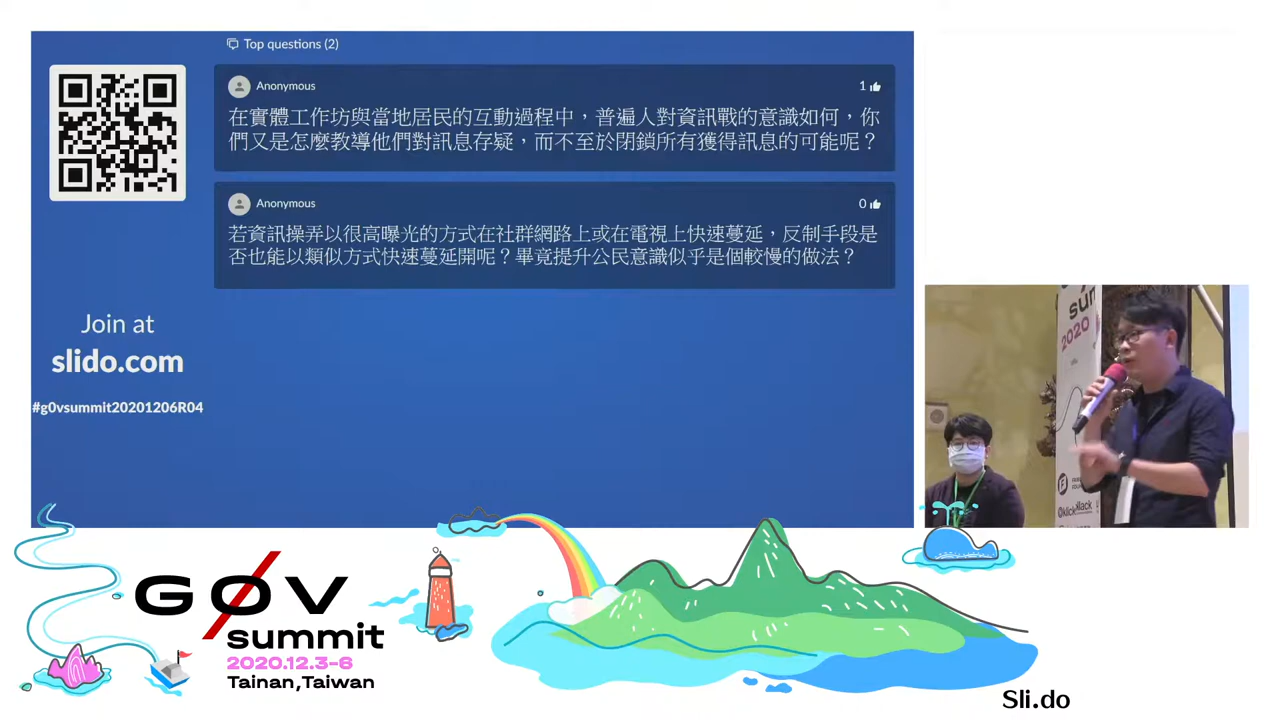 Top questions (2)
Anonymous
1
在實體工作坊與當地居民的互動過程中，普遍人對資訊戰的意識如何，你
們又是怎麼教導他們對訊息存疑，而不至於閉鎖所有獲得訊息的可能呢？
Anonymous
0
若資訊操弄以很高曝光的方式在社群網路上或在電視上快速蔓延，反制手段是
否也能以類似方式快速蔓延開呢？畢竟提升公民意識似乎是個較慢的做法？
Join at
slido.com
#g0vsummit20201206R04
su
2020
G0V
summit
2020.12.3-6
Tainan,Taiwan
Sli.do